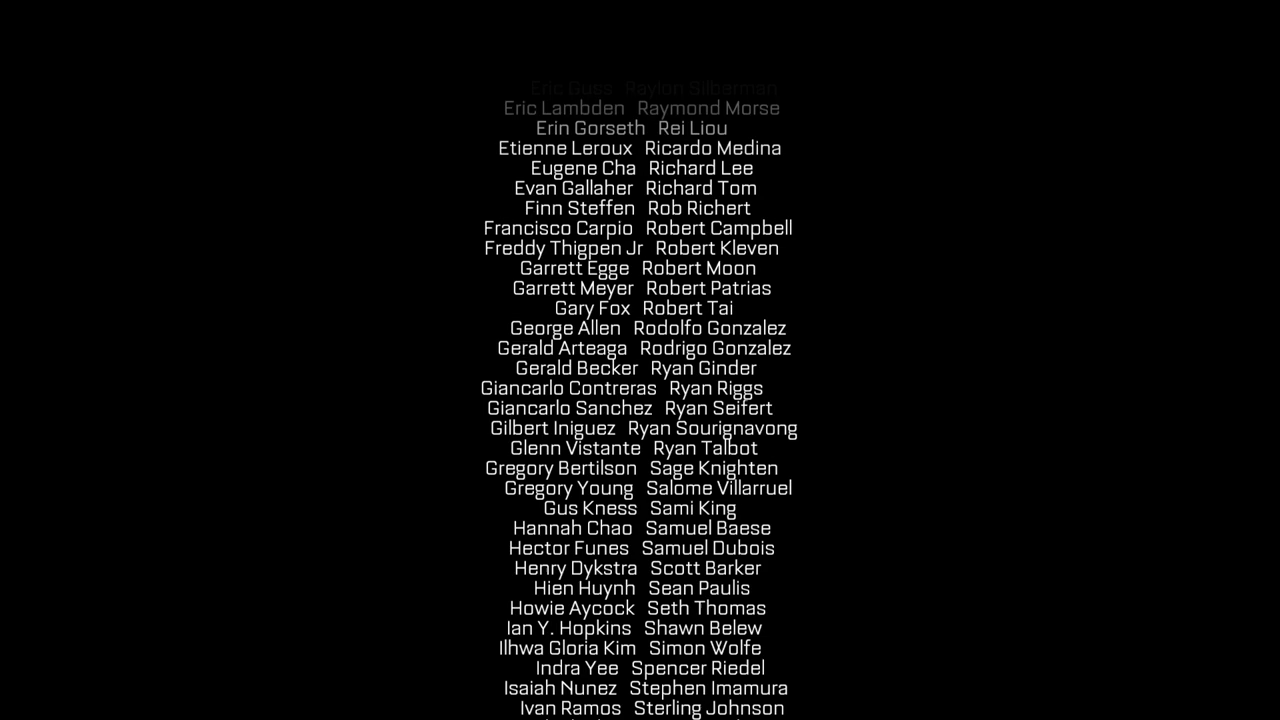 Eric Guss Raylon Silberman
Eric Lambden Raymond Morse
Erin Gorseth Rei Liou
Etienne Leroux Ricardo Medina
Eugene Cha Richard Lee
Evan Gallaher Richard Tom
Finn Steffen Rob Richert
Francisco Carpio Robert Campbell
Freddy Thigpen Jr Robert Kleven
Garrett Egge Robert Moon
Garrett Meyer Robert Patrias
Gary Fox Robert Tai
George Allen Rodolfo Gonzalez
Gerald Arteaga Rodrigo Gonzalez
Gerald Becker Ryan Ginder
Giancarlo Contreras Ryan Riggs
Giancarlo Sanchez Ryan Seifert
Gilbert Iniguez Ryan Sourignavong
Glenn Vistante Ryan Talbot
Gregory Bertilson Sage Knighten
Gregory Young Salome Villarruel
Gus Kness Sami King
Hannah Chao Samuel Baese
Hector Funes Samuel Dubois
Henry Dykstra Scott Barker
Hien Huynh Sean Paulis
Howie Aycock Seth Thomas
Ian Y. Hopkins Shawn Belew
Ilhwa Gloria Kim Simon Wolfe
Indra Yee Spencer Riedel
Isaiah Nunez Stephen Imamura
Ivan Ramos Sterling Johnson